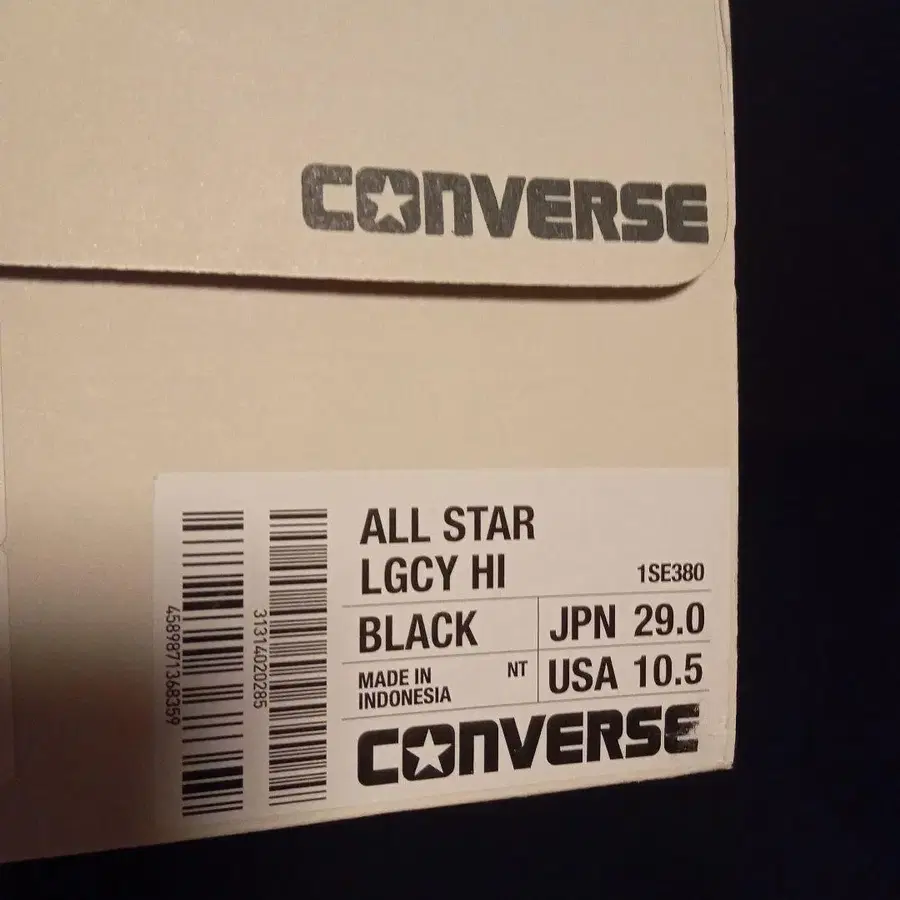 CONVERSE
ALL STAR
LGCY HI
1SE380
BLACK
JPN 29.0
MADE IN
INDONESIA
NT
USA 10.5
CONVERSE
4589871368359
31314020285